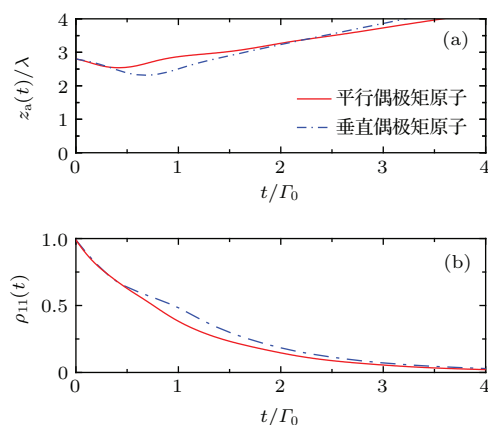 4
3
2
1
0
z_a(t)/λ
(a)
平行偶极矩原子
垂直偶极矩原子
0 1 2 3 4
t/Γ_0
1.0
0.5
0
ρ_11(t)
(b)
0 1 2 3 4
t/Γ_0